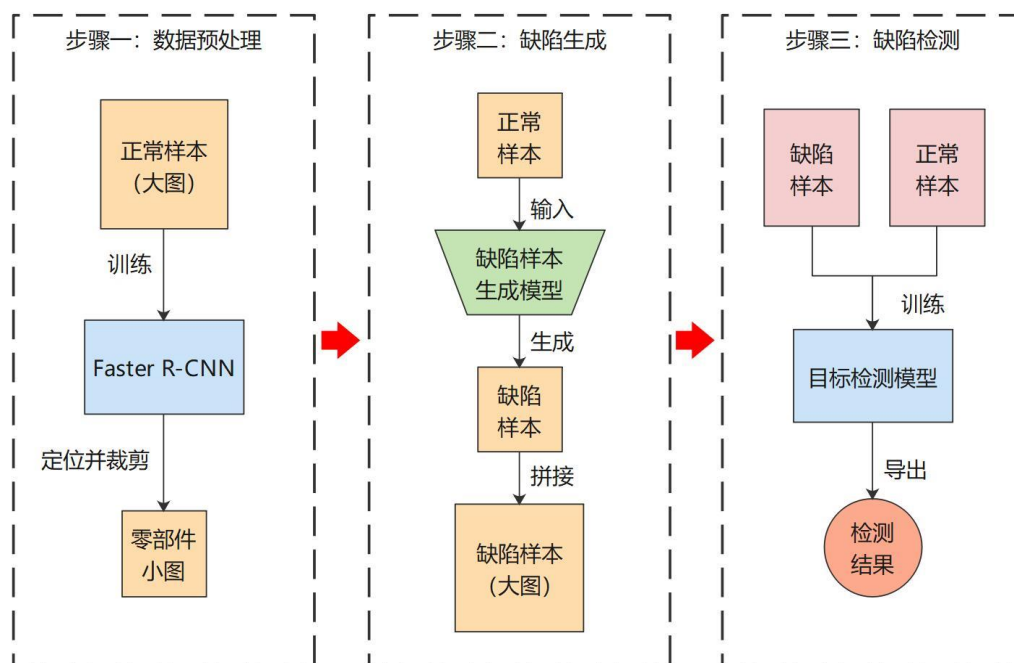 步骤一：数据预处理
正常样本
（大图）
训练
Faster R-CNN
定位并裁剪
零部件
小图
步骤二：缺陷生成
正常
样本
输入
缺陷样本
生成模型
生成
缺陷
样本
拼接
缺陷样本
（大图）
步骤三：缺陷检测
缺陷
样本
正常
样本
训练
目标检测模型
导出
检测
结果